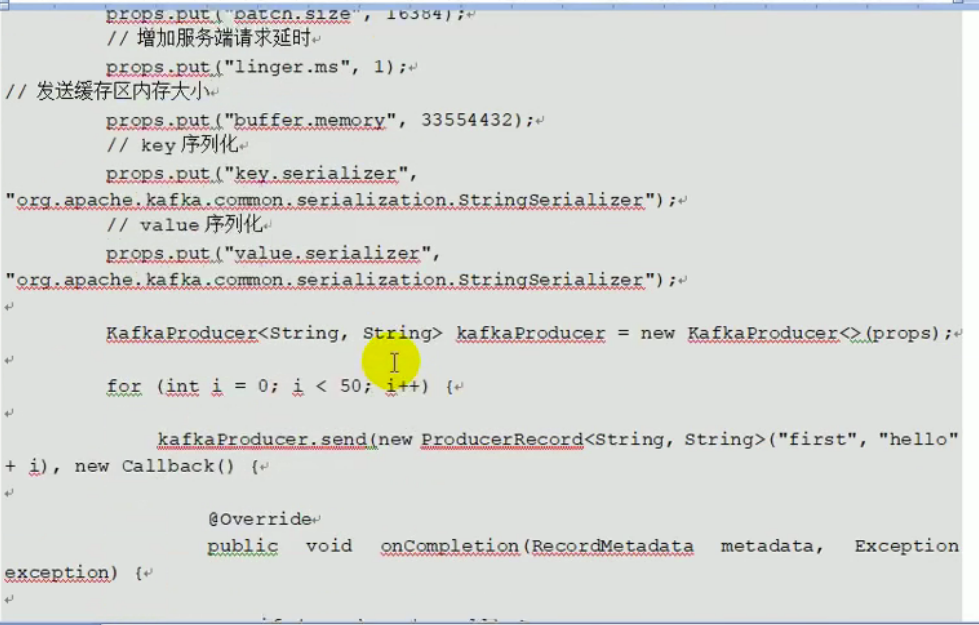 props.put("batch.size", 16384);
// 增加服务端请求延时
props.put("linger.ms", 1);
// 发送缓存区内存大小
props.put("buffer.memory", 33554432);
// key 序列化
props.put("key.serializer",
"org.apache.kafka.common.serialization.StringSerializer");
// value 序列化
props.put("value.serializer",
"org.apache.kafka.common.serialization.StringSerializer");
KafkaProducer<String, String> kafkaProducer = new KafkaProducer<>(props);
for (int i = 0; i < 50; i++) {
kafkaProducer.send(new ProducerRecord<String, String>("first", "hello"
+ i), new Callback() {
@Override
public void onCompletion(RecordMetadata metadata, Exception
exception) {